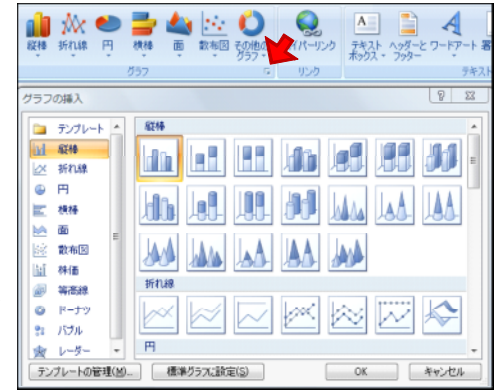 縦棒 折れ線 円 横棒 面 散布図 その他の グラフ
イパーリンク テキスト ボックス ヘッダーと フッター ワードアート 署
グラフ リンク テキスト
グラフの挿入
テンプレート
縦棒
折れ線
円
横棒
面
散布図
株価
等高線
ドーナツ
バブル
レーダー
縦棒
折れ線
円
テンプレートの管理(M)... 標準グラフに設定(S) OK キャンセル